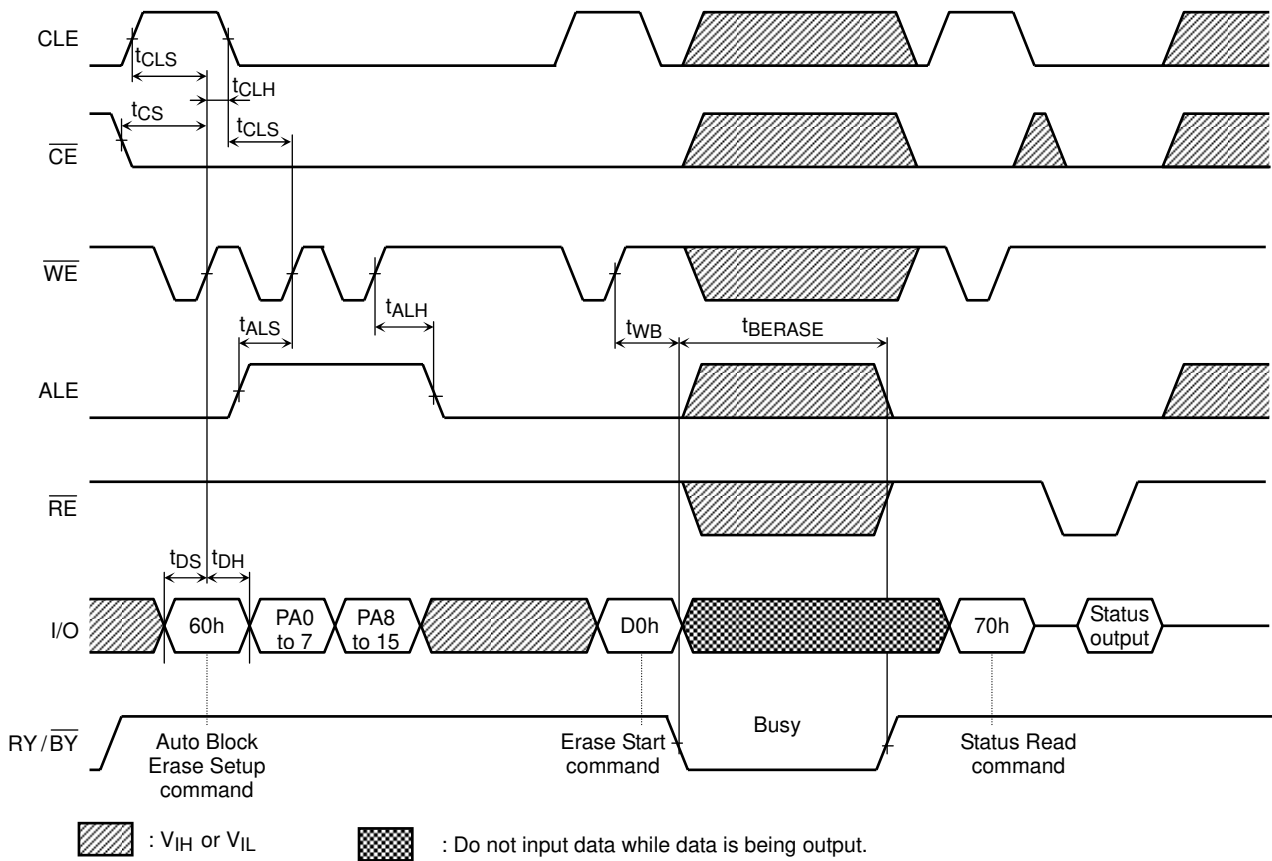 CLE
tCLS
tCLH
tCS
tCLS
CE
WE
tALS
tALH
tWB
tBERASE
ALE
RE
tDS
tDH
I/O
60h
PA0
to 7
PA8
to 15
D0h
70h
Status
output
RY/BY
Busy
Auto Block
Erase Setup
command
Erase Start
command
Status Read
command
: VIH or VIL
: Do not input data while data is being output.